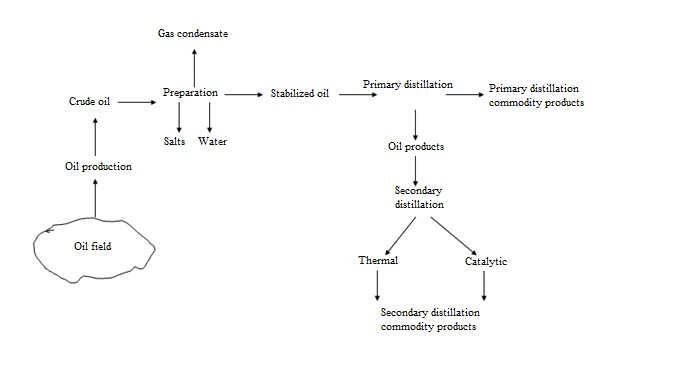 Gas condensate
Crude oil
Preparation
Stabilized oil
Primary distillation
Primary distillation
commodity products
Salts
Water
Oil products
Oil production
Secondary
distillation
Oil field
Thermal
Catalytic
Secondary distillation
commodity products